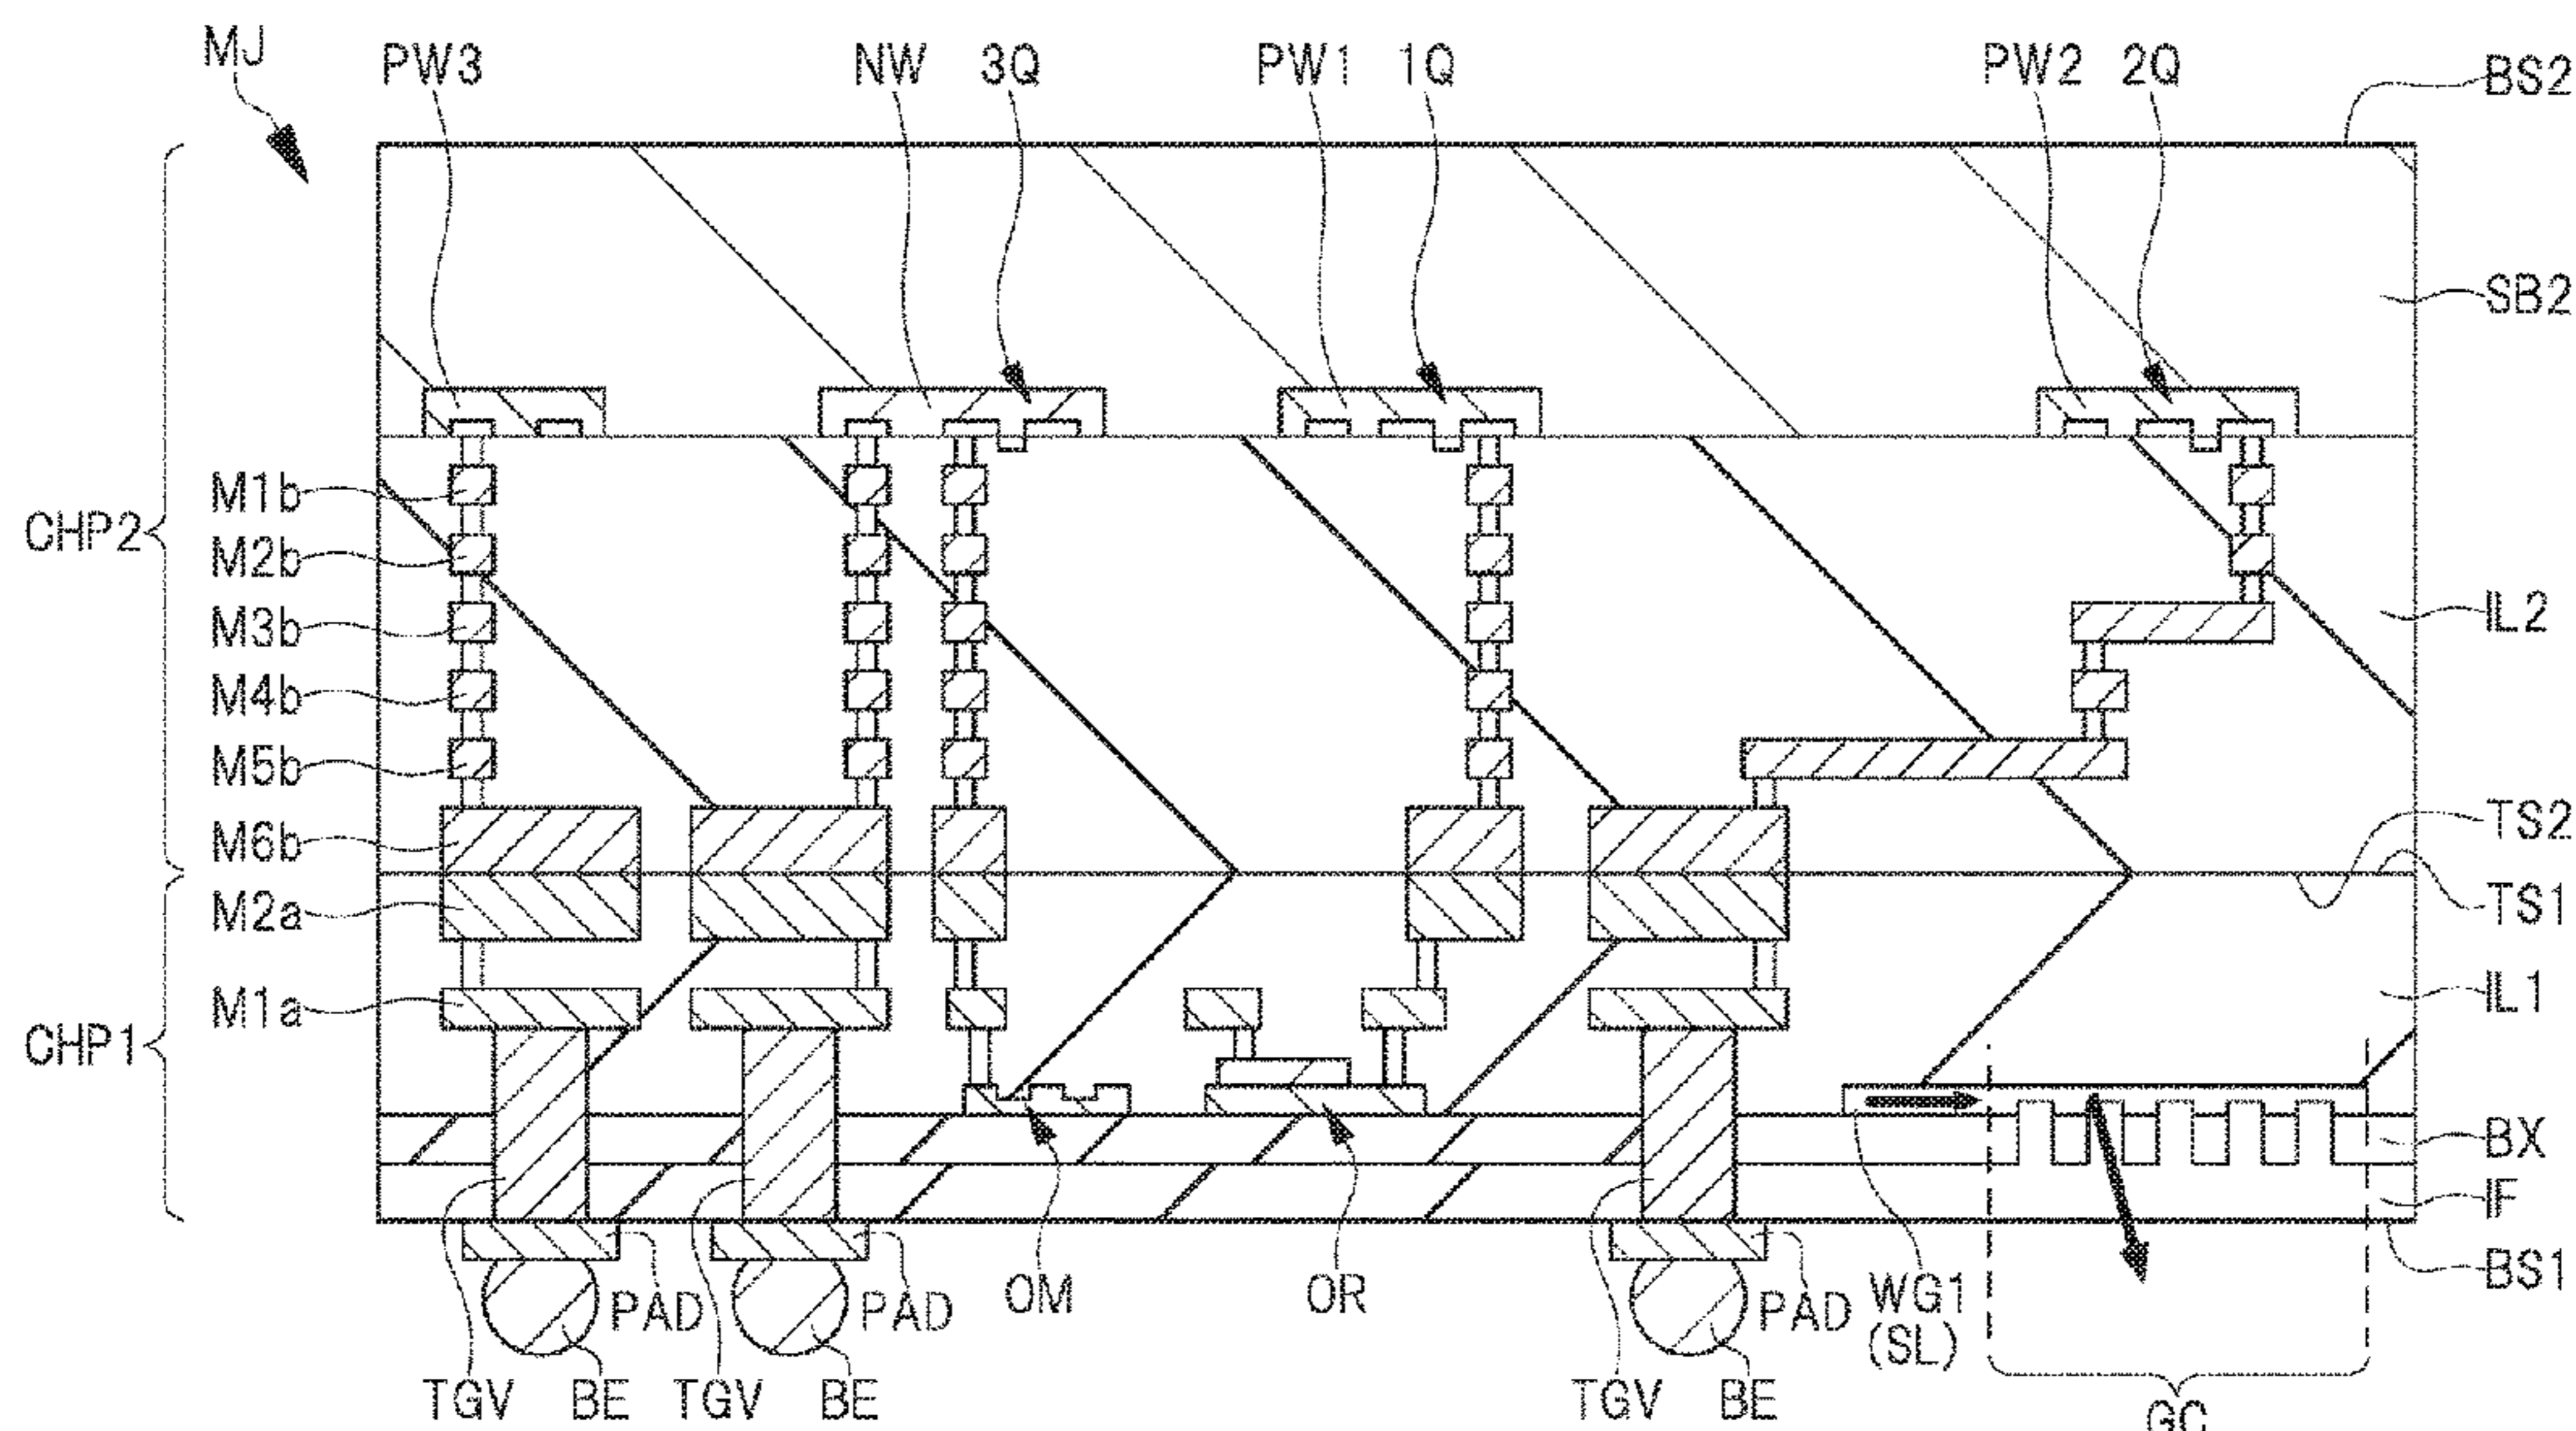 MJ PW3 NW 3Q PW1 1Q PW2 2Q BS2
SB2
M1b
CHP2
M2b
M3b IL2
M4b
M5b
M6b TS2
M2a TS1
M1a IL1
CHP1
BX
IF
BS1
PAD PAD OM OR PAD WG1
(SL)
TGV BE TGV BE TGV BE
GC